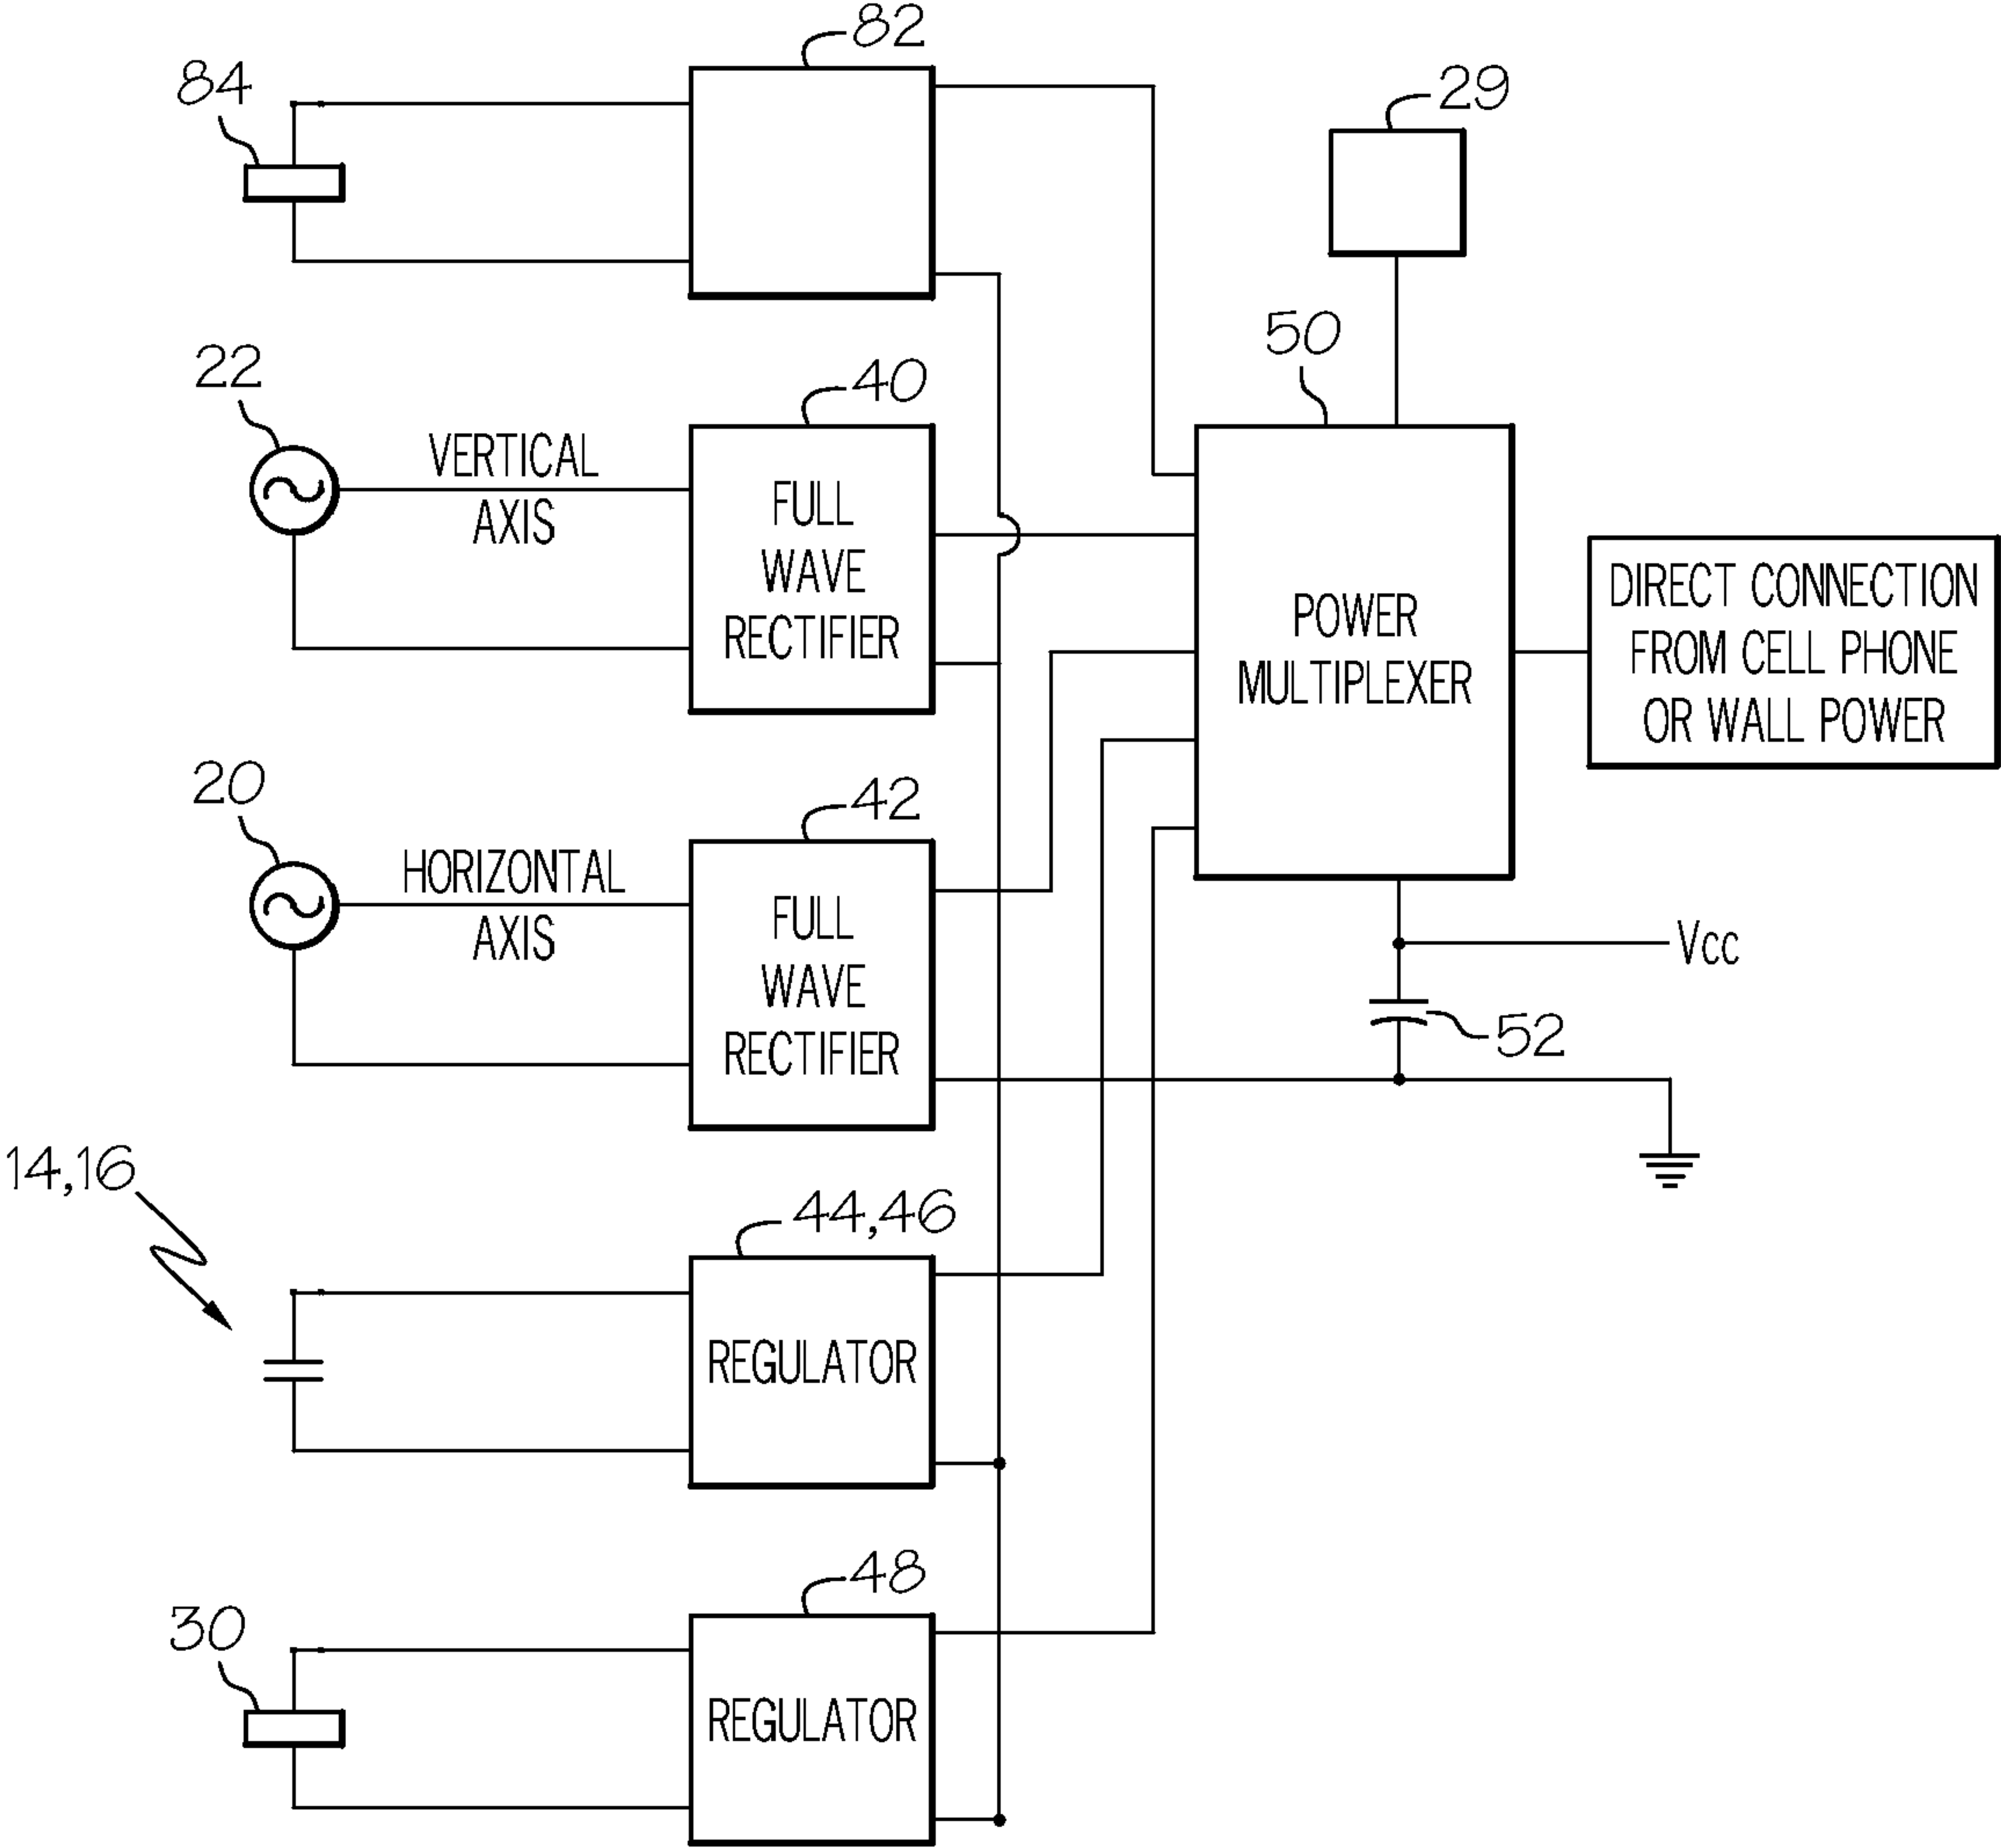 82
84
29
50
22
40
VERTICAL
AXIS
FULL
WAVE
RECTIFIER
POWER
MULTIPLEXER
DIRECT CONNECTION
FROM CELL PHONE
OR WALL POWER
20
42
HORIZONTAL
AXIS
FULL
WAVE
RECTIFIER
Vcc
52
14,16
44,46
REGULATOR
48
30
REGULATOR